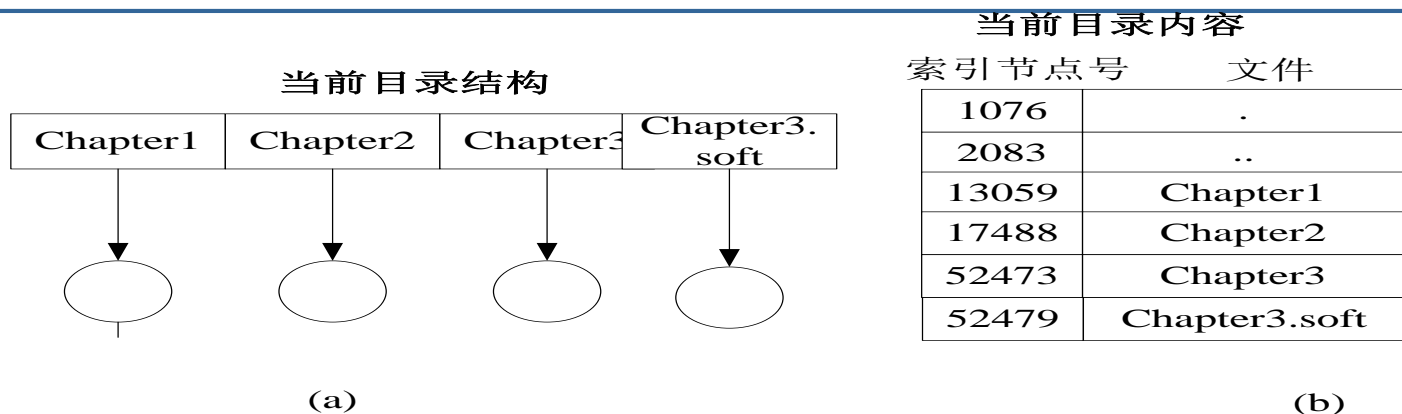 当前目录内容
索引节点号 文件
当前目录结构
Chapter1 Chapter2 Chapter3 Chapter3.
soft
1076 .
2083 ..
13059 Chapter1
17488 Chapter2
52473 Chapter3
52479 Chapter3.soft
(a)
(b)